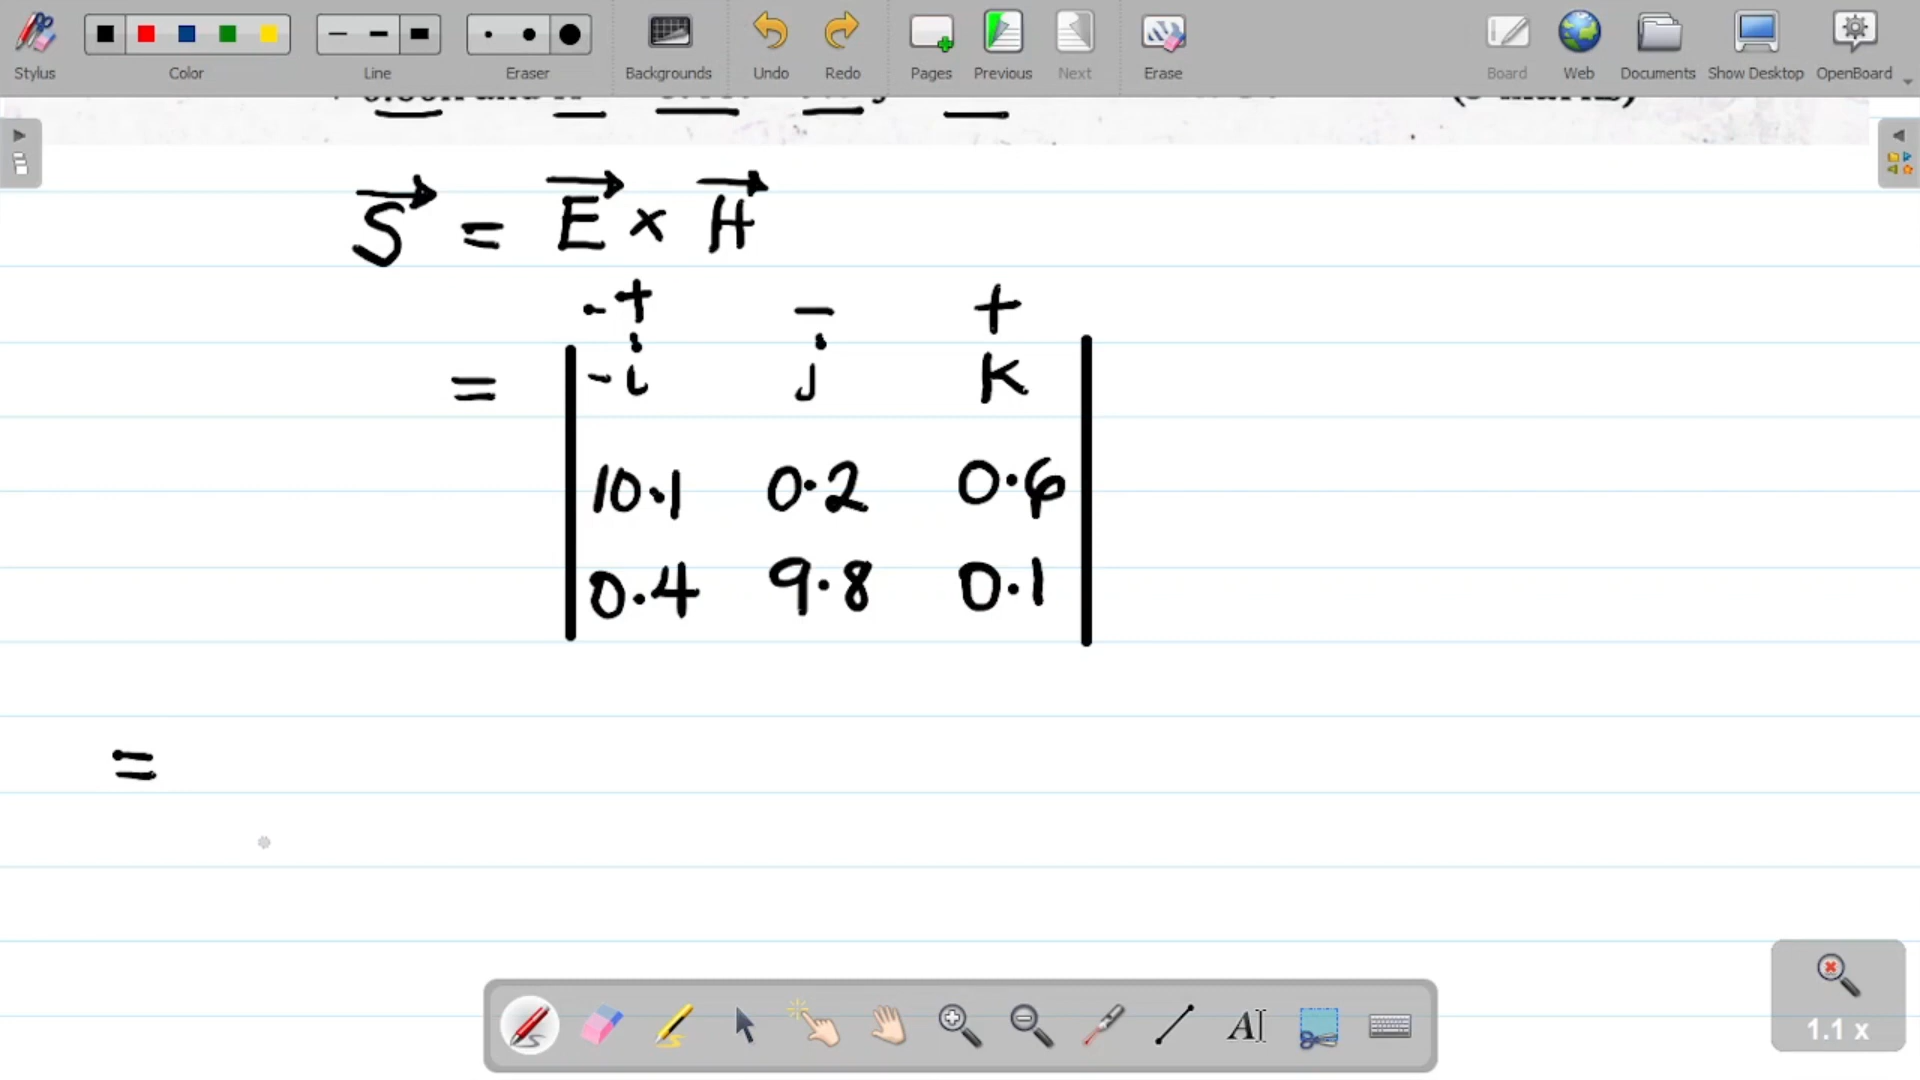 Stylus Color Line Eraser Backgrounds Undo Redo Pages Previous Next Erase Board Web Documents Show Desktop OpenBoard
S = E × H
-+ - +
= | -i j K |
10.1 0.2 0.6
0.4 9.8 0.1
=
1.1 x